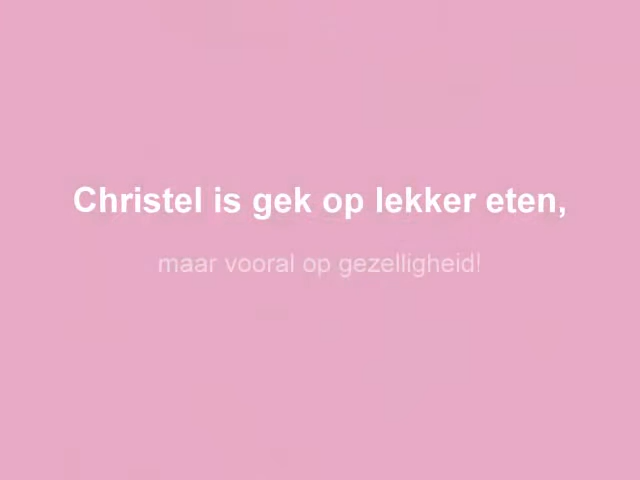 Christel is gek op lekker eten,
maar vooral op gezelligheid!